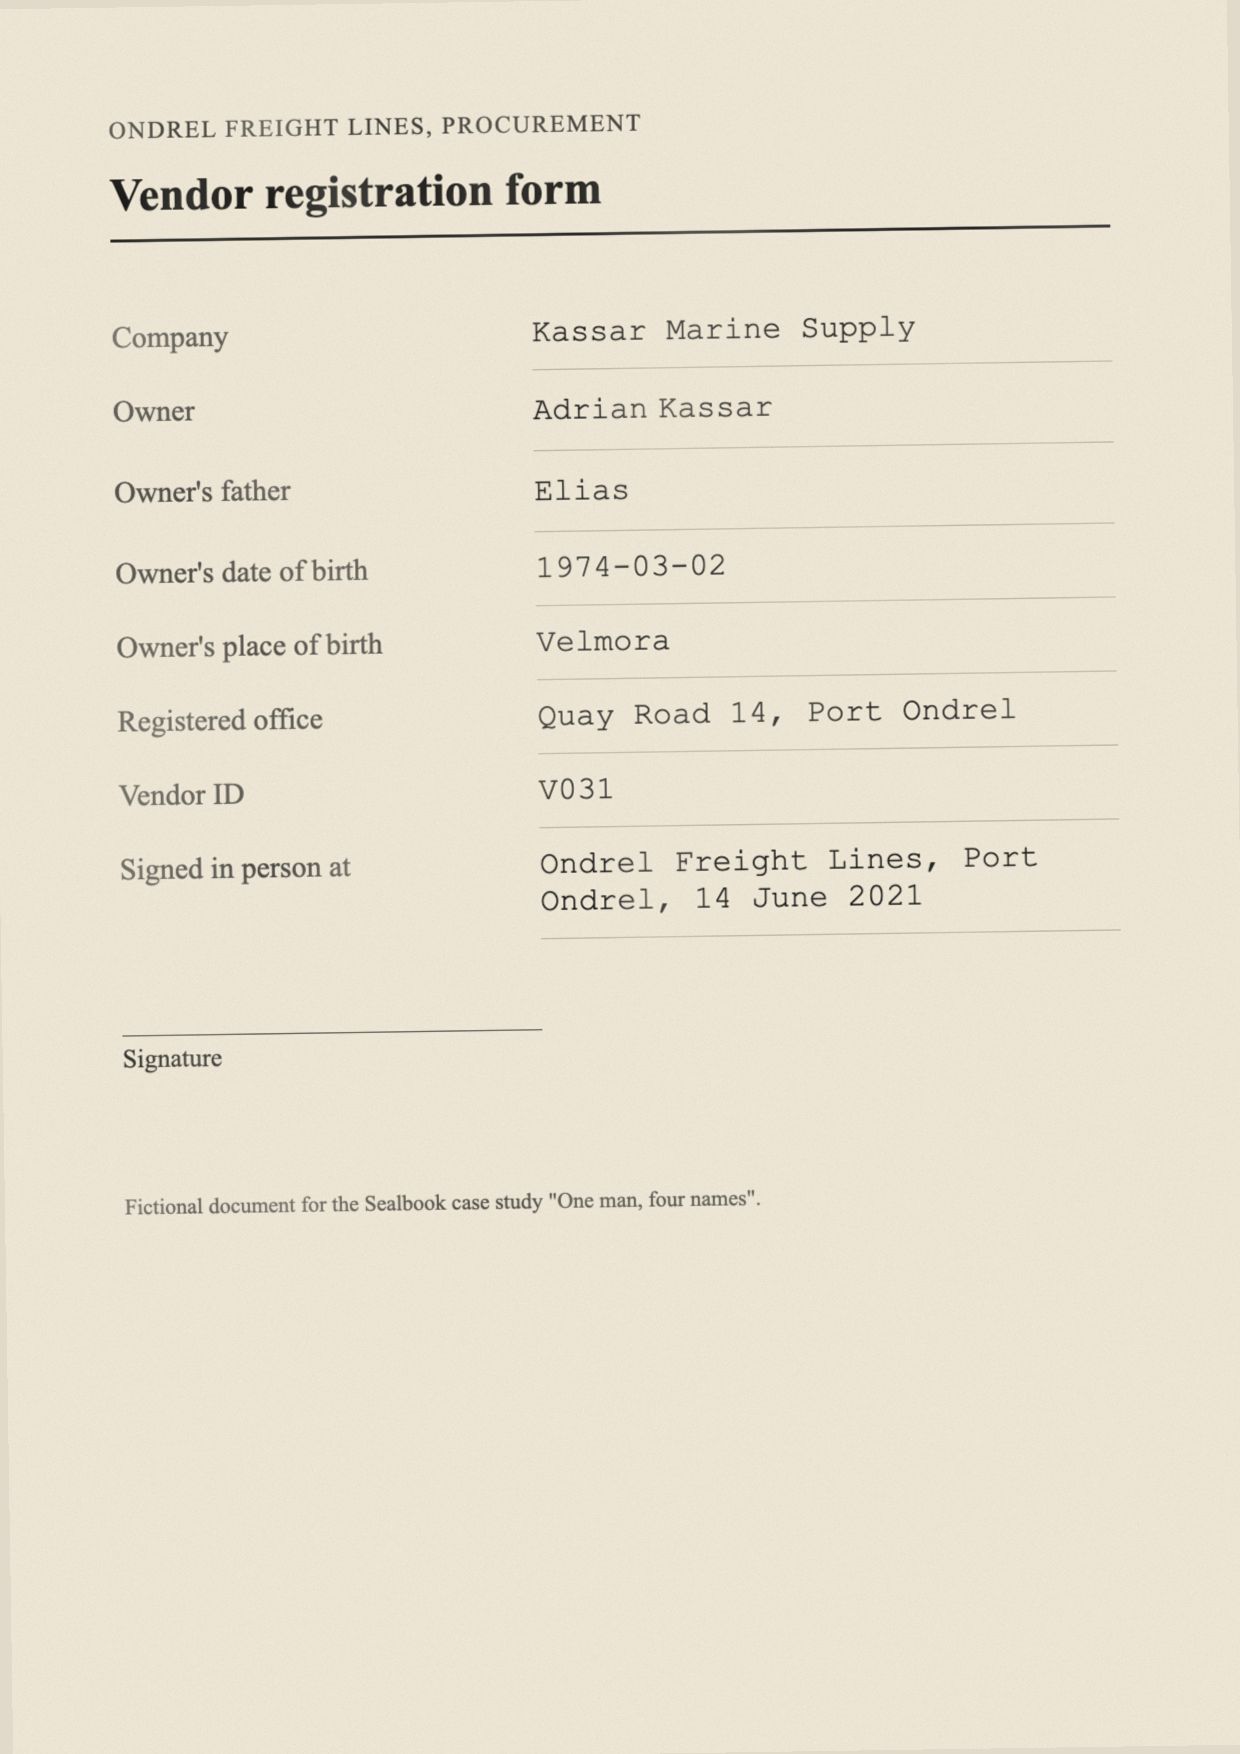 ONDREL FREIGHT LINES, PROCUREMENT
Vendor registration form
Company Kassar Marine Supply
Owner Adrian Kassar
Owner's father Elias
Owner's date of birth 1974-03-02
Owner's place of birth Velmora
Registered office Quay Road 14, Port Ondrel
Vendor ID V031
Signed in person at Ondrel Freight Lines, Port
Ondrel, 14 June 2021
Signature
Fictional document for the Sealbook case study "One man, four names".